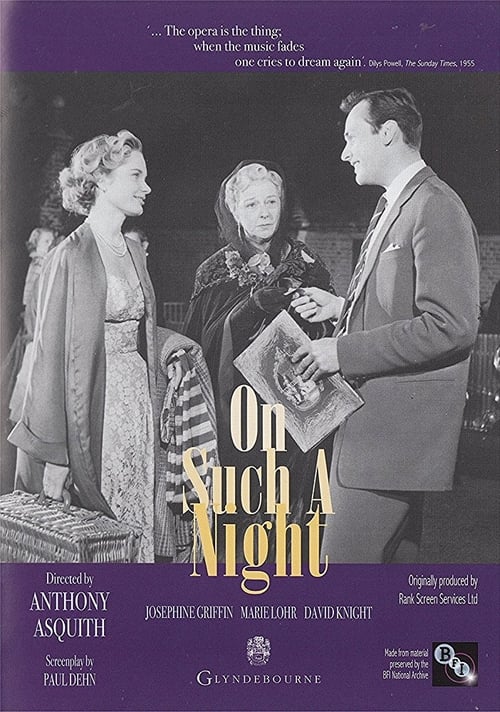 '... The opera is the thing;
when the music fades
one cries to dream again'. Dilys Powell, The Sunday Times, 1955
On
Such A
Night
Directed by
ANTHONY
ASQUITH
Screenplay by
PAUL DEHN
JOSEPHINE GRIFFIN MARIE LOHR DAVID KNIGHT
GLYNDEBOURNE
Originally produced by
Rank Screen Services Ltd
Made from material
preserved by the
BFI National Archive
BFI